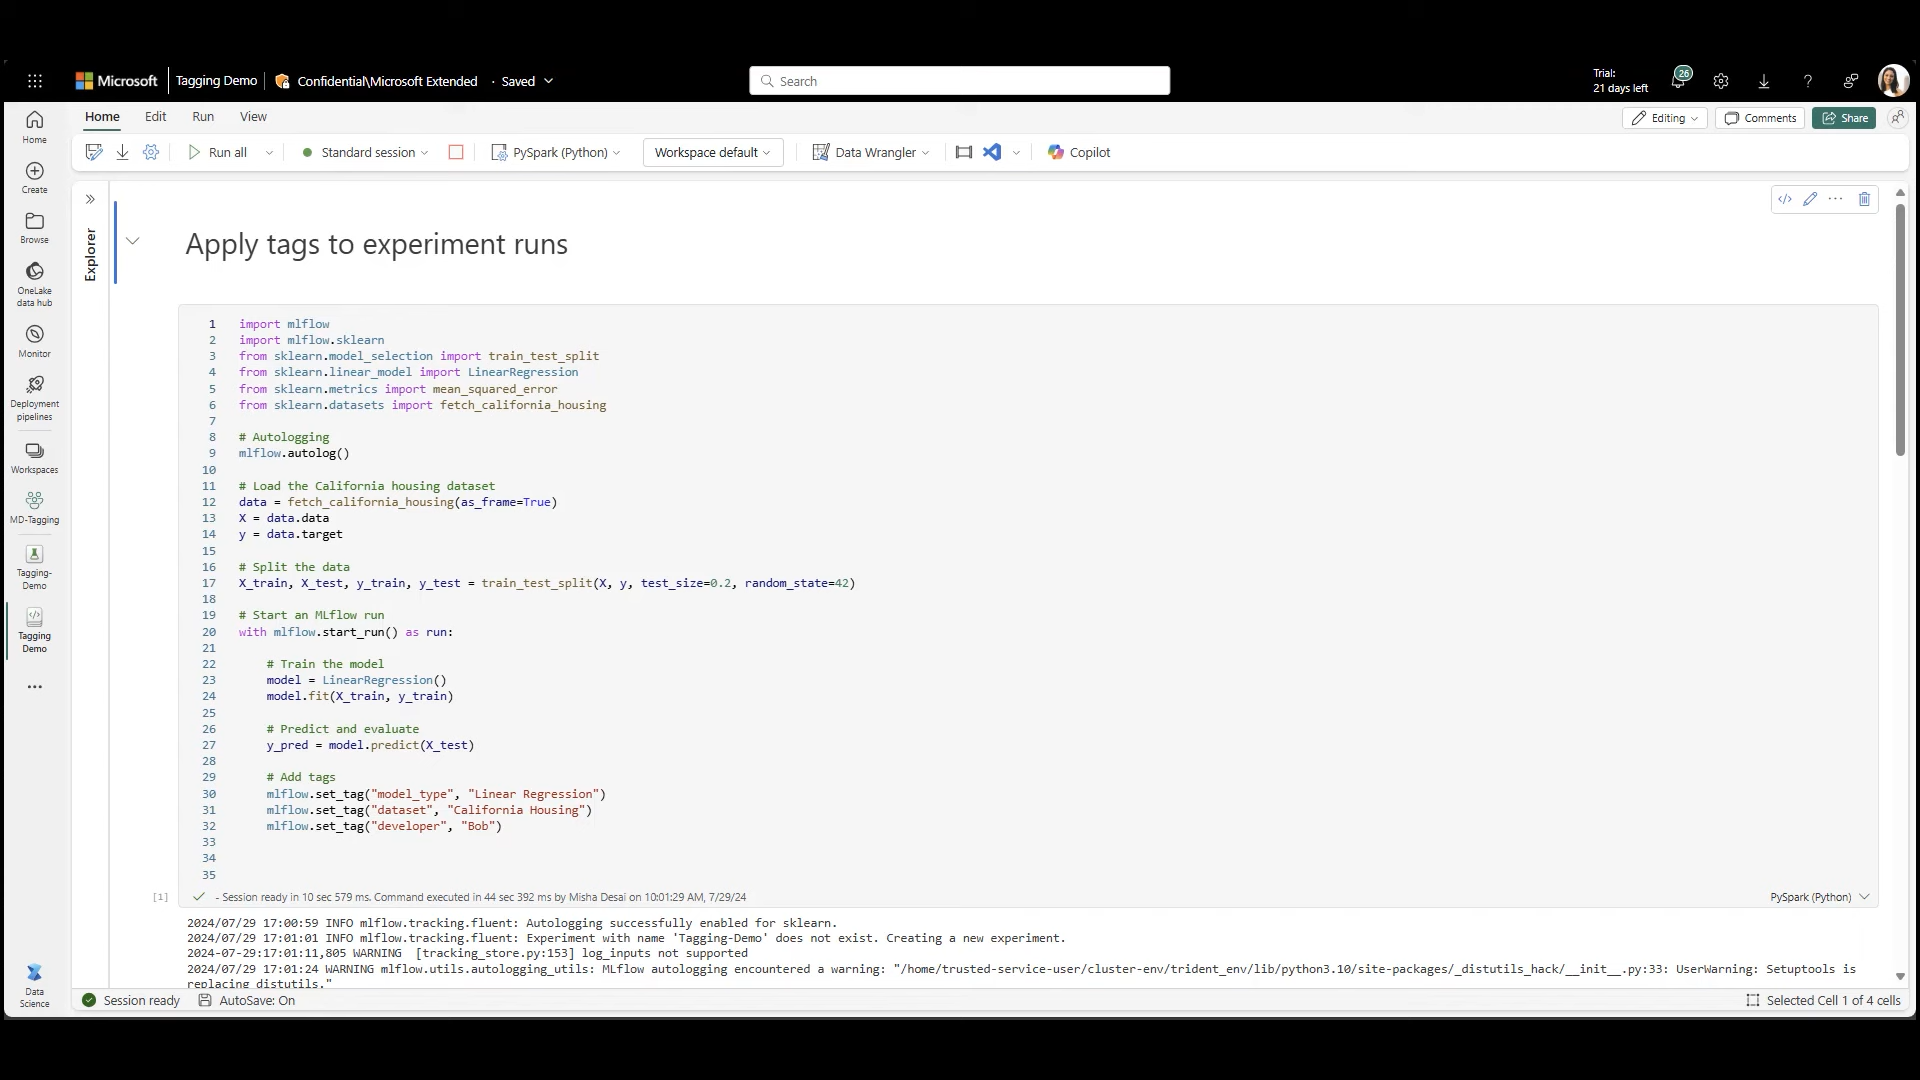 Microsoft
Tagging Demo
Confidential\Microsoft Extended
· Saved
Search
Trial:
21 days left
26
?
Home
Edit
Run
View
Editing
Comments
Share
Run all
Standard session
PySpark (Python)
Workspace default
Data Wrangler
Copilot
Home
Create
Browse
OneLake
data hub
Monitor
Deployment
pipelines
Workspaces
MD-Tagging
Tagging-
Demo
Tagging
Demo
Data
Science
Explorer
Apply tags to experiment runs
1 import mlflow
2 import mlflow.sklearn
3 from sklearn.model_selection import train_test_split
4 from sklearn.linear_model import LinearRegression
5 from sklearn.metrics import mean_squared_error
6 from sklearn.datasets import fetch_california_housing
7
8 # Autologging
9 mlflow.autolog()
10
11 # Load the California housing dataset
12 data = fetch_california_housing(as_frame=True)
13 X = data.data
14 y = data.target
15
16 # Split the data
17 X_train, X_test, y_train, y_test = train_test_split(X, y, test_size=0.2, random_state=42)
18
19 # Start an MLflow run
20 with mlflow.start_run() as run:
21
22     # Train the model
23     model = LinearRegression()
24     model.fit(X_train, y_train)
25
26     # Predict and evaluate
27     y_pred = model.predict(X_test)
28
29     # Add tags
30     mlflow.set_tag("model_type", "Linear Regression")
31     mlflow.set_tag("dataset", "California Housing")
32     mlflow.set_tag("developer", "Bob")
33
34
35
[1]
- Session ready in 10 sec 579 ms. Command executed in 44 sec 392 ms by Misha Desai on 10:01:29 AM, 7/29/24
PySpark (Python)
2024/07/29 17:00:59 INFO mlflow.tracking.fluent: Autologging successfully enabled for sklearn.
2024/07/29 17:01:01 INFO mlflow.tracking.fluent: Experiment with name 'Tagging-Demo' does not exist. Creating a new experiment.
2024-07-29:17:01:11,805 WARNING  [tracking_store.py:153] log_inputs not supported
2024/07/29 17:01:24 WARNING mlflow.utils.autologging_utils: MLflow autologging encountered a warning: "/home/trusted-service-user/cluster-env/trident_env/lib/python3.10/site-packages/_distutils_hack/__init__.py:33: UserWarning: Setuptools is
replacing distutils."
Session ready
AutoSave: On
Selected Cell 1 of 4 cells